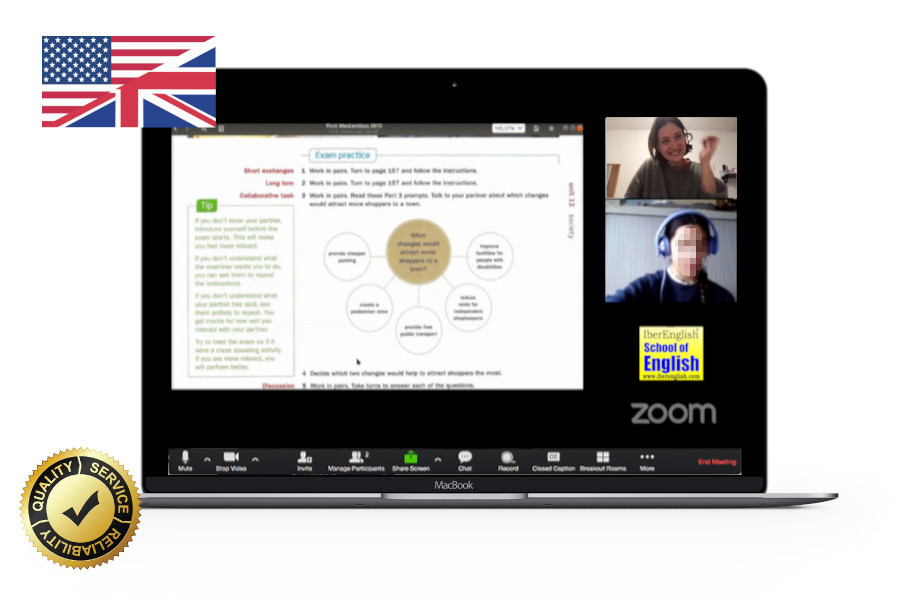 First Masterclass 2015
Exam practice
Short exchanges 1 Work in pairs. Turn to page 157 and follow the instructions.
Long turn 2 Work in pairs. Turn to page 157 and follow the instructions.
Collaborative task 3 Work in pairs. Read these Part 3 prompts. Talk to your partner about which changes
would attract more shoppers to a town.
Tip
If you don't know your partner,
introduce yourself before the
exam starts. This will make
you feel more relaxed.
If you don't understand what
the examiner wants you to do,
you can ask them to repeat
the instructions.
If you don't understand what
your partner has said, ask
them politely to repeat. You
get marks for how well you
interact with your partner.
Try to treat the exam as if it
were a class speaking activity.
If you are more relaxed, you
will perform better.
What
changes would
attract more
shoppers to a
town?
provide cheaper
parking
improve
facilities for
people with
disabilities
create a
pedestrian zone
reduce
rents for
independent
shopkeepers
provide free
public transport
4 Decide which two changes would help to attract shoppers the most.
Discussion 5 Work in pairs. Take turns to answer each of the questions.
unit 12 society
IberEnglish
School of
English
www.iberenglish.com
zoom
Mute
Stop Video
Invite
2
Manage Participants
Share Screen
Chat
Record
CC
Closed Caption
Breakout Rooms
More
End Meeting
MacBook
QUALITY
SERVICE
RELIABILITY